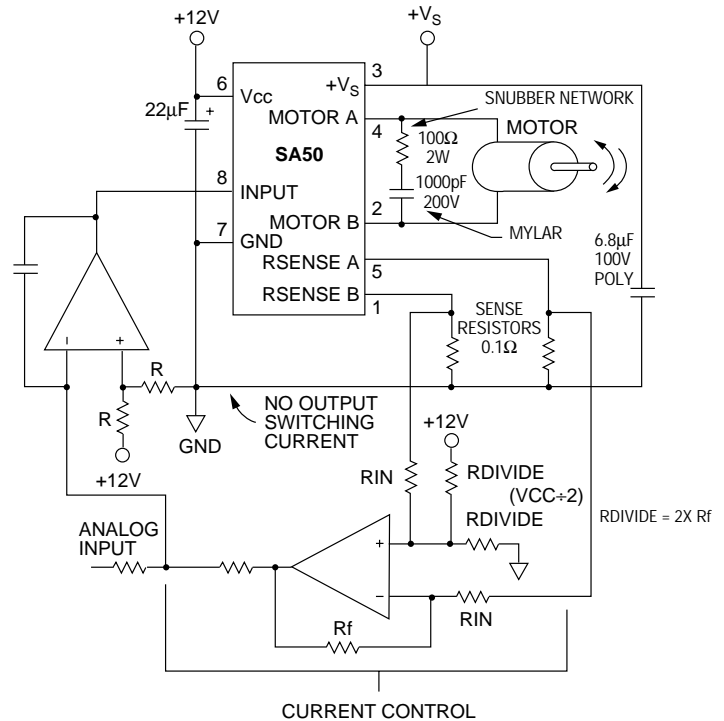 +12V
+VS
6
3
Vcc
+VS
22µF
+
MOTOR A
SNUBBER NETWORK
4
MOTOR
SA50
100Ω
2W
8
INPUT
1000pF
200V
7
MOTOR B
2
GND
MYLAR
6.8µF
100V
POLY
RSENSE A
5
RSENSE B
1
SENSE
RESISTORS
0.1Ω
–
+
R
R
GND
NO OUTPUT
SWITCHING
CURRENT
+12V
+12V
RIN
RDIVIDE
(VCC÷2)
RDIVIDE
RDIVIDE = 2X Rf
ANALOG
INPUT
+
–
RIN
Rf
CURRENT CONTROL